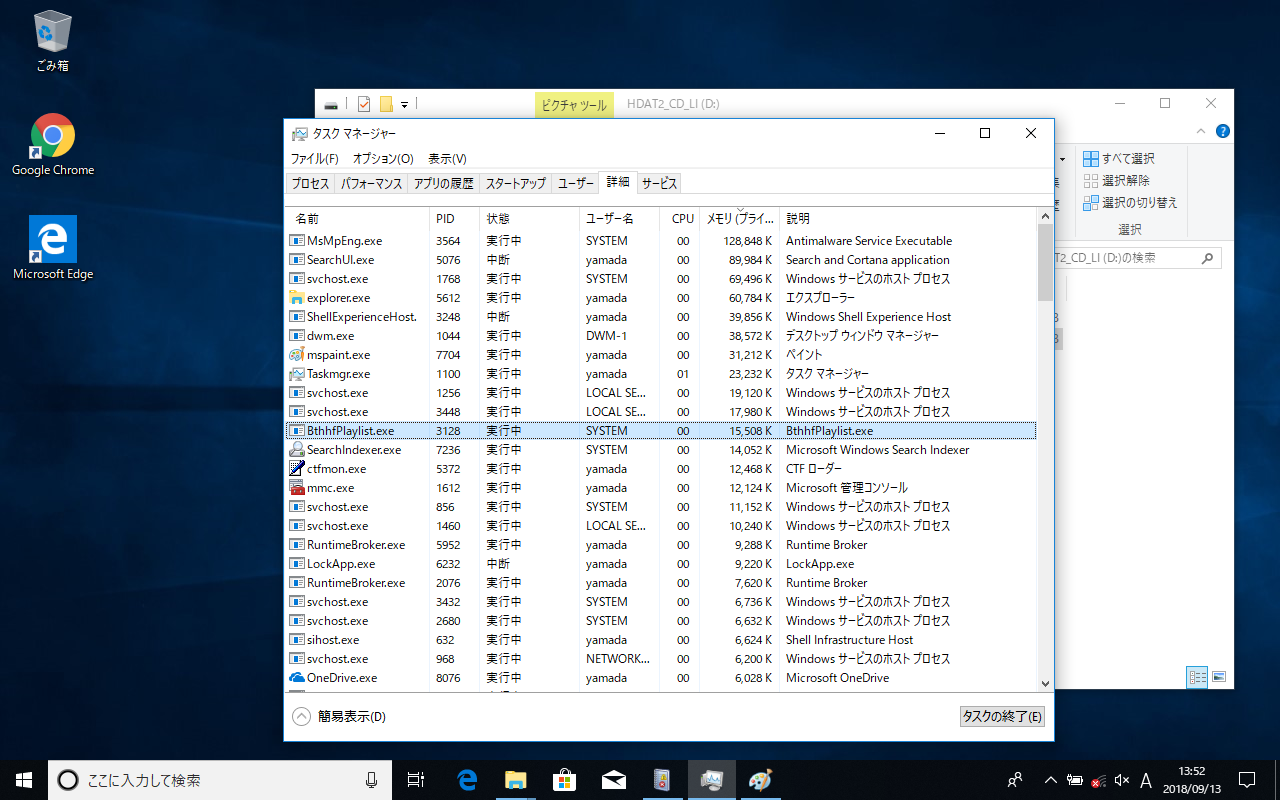 ごみ箱
Google Chrome
Microsoft Edge
ピクチャ ツール
HDAT2_CD_LI (D:)
すべて選択
選択解除
選択の切り替え
選択
T2_CD_LI (D:)の検索
タスク マネージャー
ファイル(F) オプション(O) 表示(V)
プロセス パフォーマンス アプリの履歴 スタートアップ ユーザー 詳細 サービス
名前 PID 状態 ユーザー名 CPU メモリ (プライ... 説明
MsMpEng.exe 3564 実行中 SYSTEM 00 128,848 K Antimalware Service Executable
SearchUI.exe 5076 中断 yamada 00 89,984 K Search and Cortana application
svchost.exe 1768 実行中 SYSTEM 00 69,496 K Windows サービスのホスト プロセス
explorer.exe 5612 実行中 yamada 00 60,784 K エクスプローラー
ShellExperienceHost. 3248 中断 yamada 00 39,856 K Windows Shell Experience Host
dwm.exe 1044 実行中 DWM-1 00 38,572 K デスクトップ ウィンドウ マネージャー
mspaint.exe 7704 実行中 yamada 00 31,212 K ペイント
Taskmgr.exe 1100 実行中 yamada 01 23,232 K タスク マネージャー
svchost.exe 1256 実行中 LOCAL SE... 00 19,120 K Windows サービスのホスト プロセス
svchost.exe 3448 実行中 LOCAL SE... 00 17,980 K Windows サービスのホスト プロセス
BthhfPlaylist.exe 3128 実行中 SYSTEM 00 15,508 K BthhfPlaylist.exe
SearchIndexer.exe 7236 実行中 SYSTEM 00 14,052 K Microsoft Windows Search Indexer
ctfmon.exe 5372 実行中 yamada 00 12,468 K CTF ローダー
mmc.exe 1612 実行中 yamada 00 12,124 K Microsoft 管理コンソール
svchost.exe 856 実行中 SYSTEM 00 11,152 K Windows サービスのホスト プロセス
svchost.exe 1460 実行中 LOCAL SE... 00 10,240 K Windows サービスのホスト プロセス
RuntimeBroker.exe 5952 実行中 yamada 00 9,288 K Runtime Broker
LockApp.exe 6232 中断 yamada 00 9,220 K LockApp.exe
RuntimeBroker.exe 2076 実行中 yamada 00 7,620 K Runtime Broker
svchost.exe 3432 実行中 SYSTEM 00 6,736 K Windows サービスのホスト プロセス
svchost.exe 2680 実行中 SYSTEM 00 6,632 K Windows サービスのホスト プロセス
sihost.exe 632 実行中 yamada 00 6,624 K Shell Infrastructure Host
svchost.exe 968 実行中 NETWORK... 00 6,200 K Windows サービスのホスト プロセス
OneDrive.exe 8076 実行中 yamada 00 6,028 K Microsoft OneDrive
簡易表示(D)
タスクの終了(E)
ここに入力して検索
A
13:52
2018/09/13